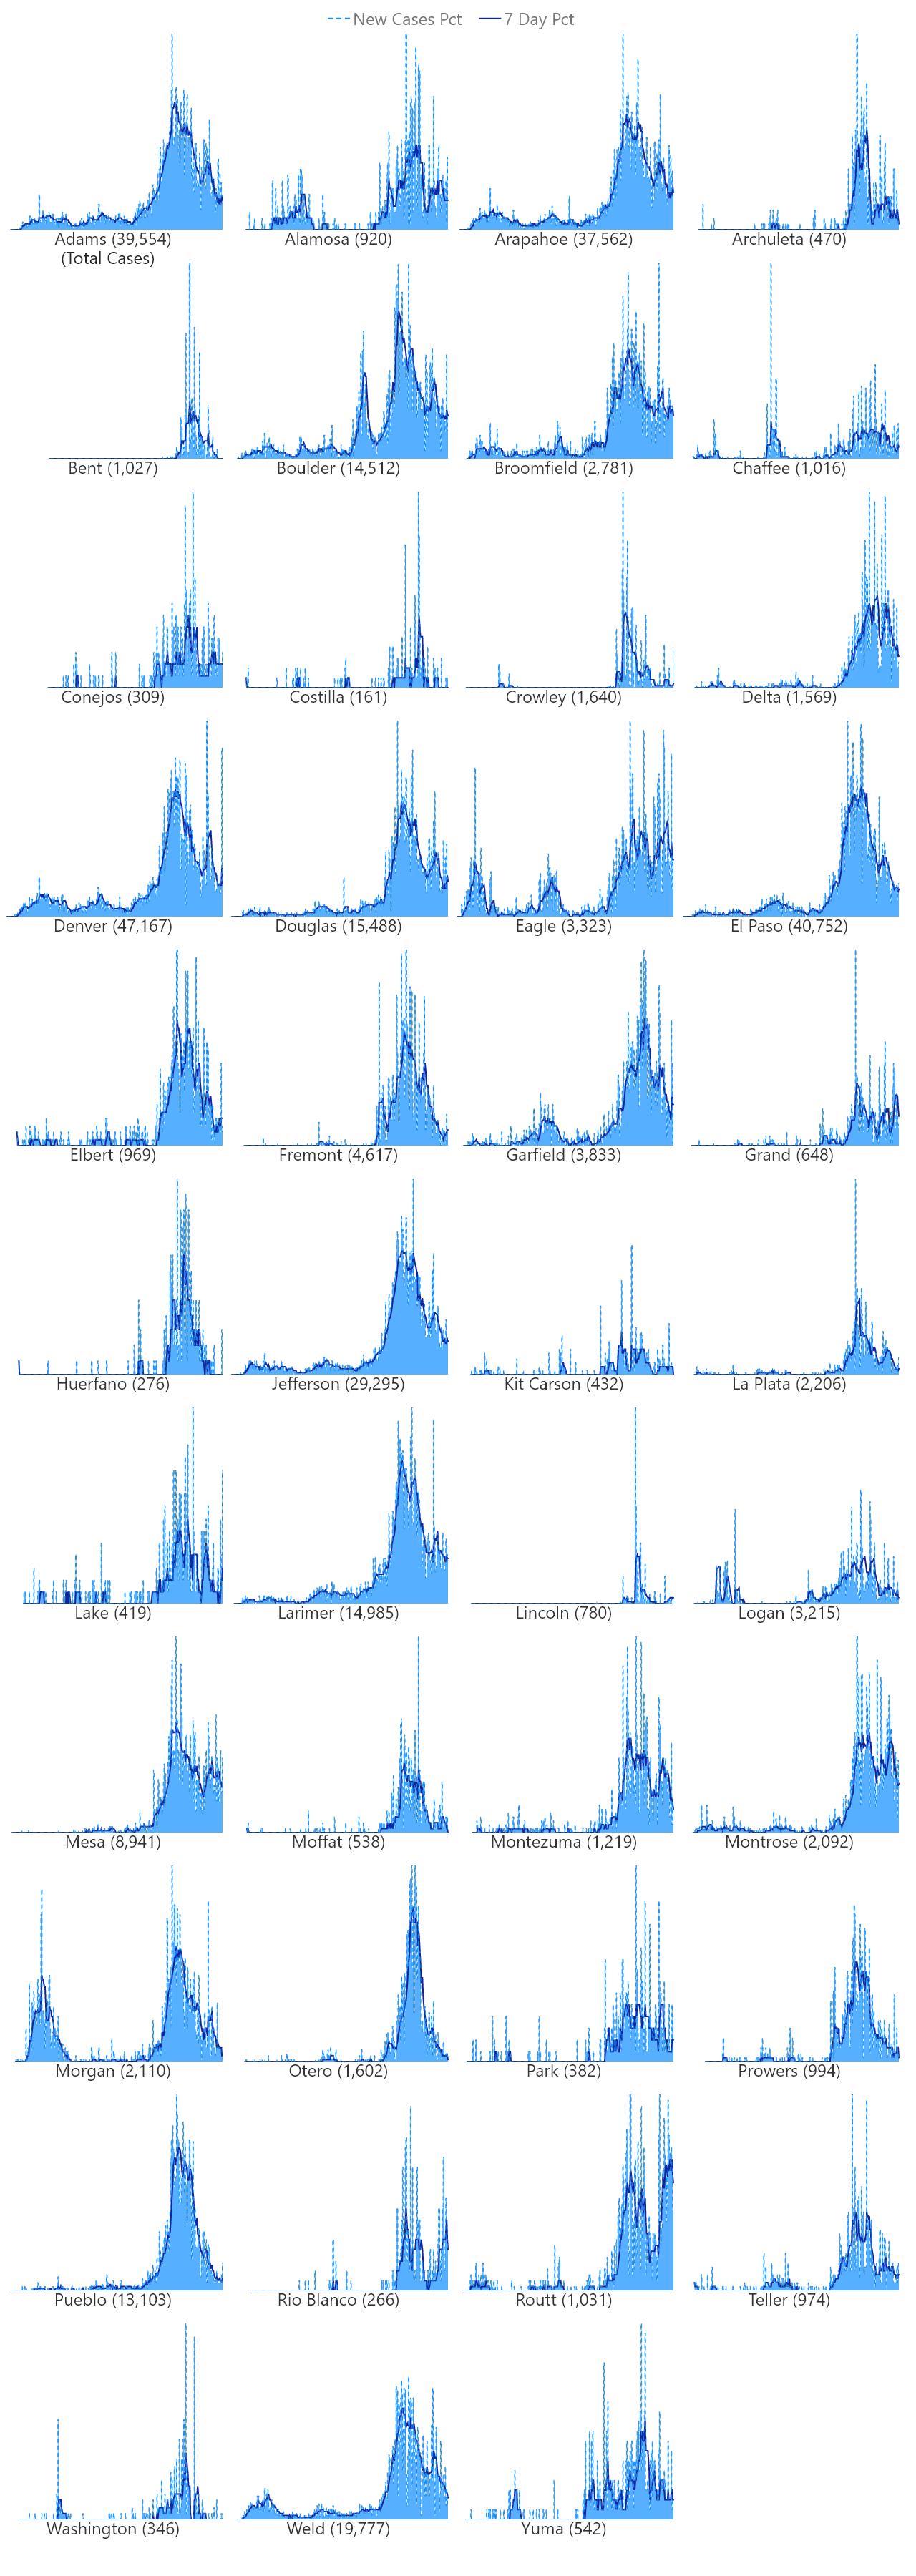 New Cases Pct 7 Day Pct
Adams (39,554) Alamosa (920) Arapahoe (37,562) Archuleta (470)
(Total Cases)
Bent (1,027) Boulder (14,512) Broomfield (2,781) Chaffee (1,016)
Conejos (309) Costilla (161) Crowley (1,640) Delta (1,569)
Denver (47,167) Douglas (15,488) Eagle (3,323) El Paso (40,752)
Elbert (969) Fremont (4,617) Garfield (3,833) Grand (648)
Huerfano (276) Jefferson (29,295) Kit Carson (432) La Plata (2,206)
Lake (419) Larimer (14,985) Lincoln (780) Logan (3,215)
Mesa (8,941) Moffat (538) Montezuma (1,219) Montrose (2,092)
Morgan (2,110) Otero (1,602) Park (382) Prowers (994)
Pueblo (13,103) Rio Blanco (266) Routt (1,031) Teller (974)
Washington (346) Weld (19,777) Yuma (542)